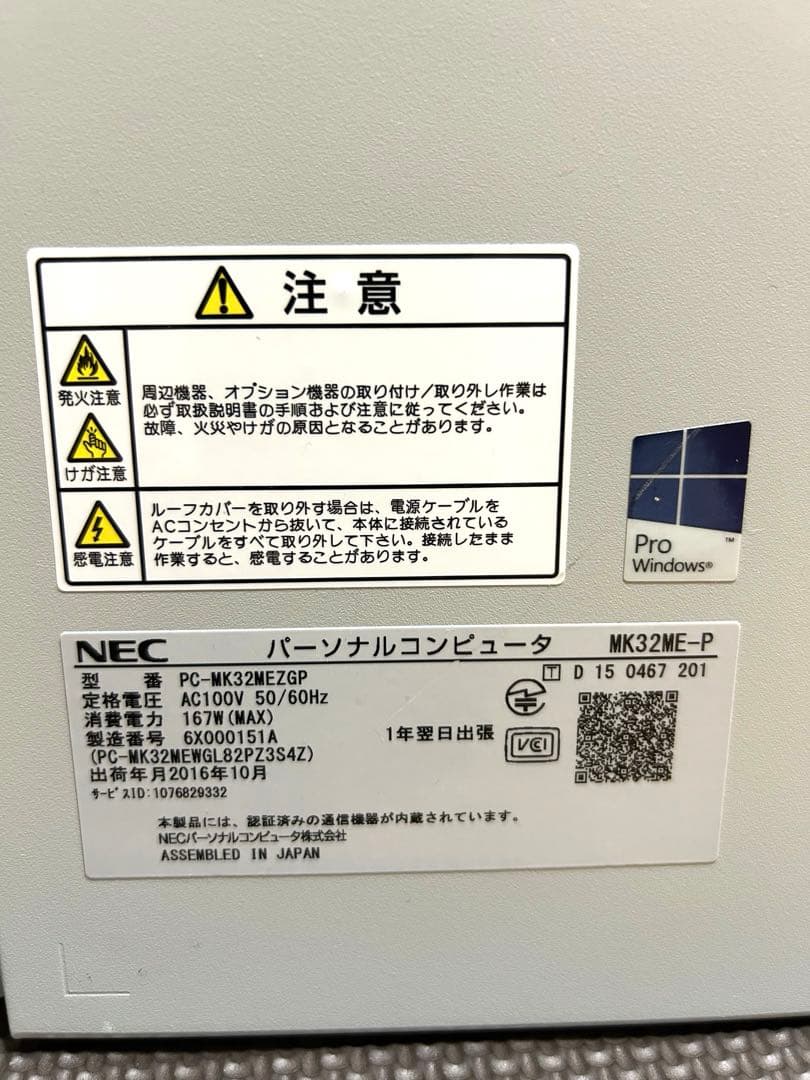 注意
発火注意
けが注意
周辺機器、オプション機器の取り付け/取り外し作業は
必ず取扱説明書の手順および注意に従ってください。
故障、火災やけがの原因となることがあります。
感電注意
ルーフカバーを取り外す場合は、電源ケーブルを
ACコンセントから抜いて、本体に接続されている
ケーブルをすべて取り外して下さい。接続したまま
作業すると、感電することがあります。
Pro
Windows®
™
NEC パーソナルコンピュータ MK32ME-P
型 番 PC-MK32MEZGP
定格電圧 AC100V 50/60Hz
消費電力 167W(MAX)
製造番号 6X000151A
(PC-MK32MEWGL82PZ3S4Z)
出荷年月2016年10月
サービスID:1076829332
1年翌日出張
T D 15 0467 201
VCI
本製品には、認証済みの通信機器が内蔵されています。
NECパーソナルコンピュータ株式会社
ASSEMBLED IN JAPAN